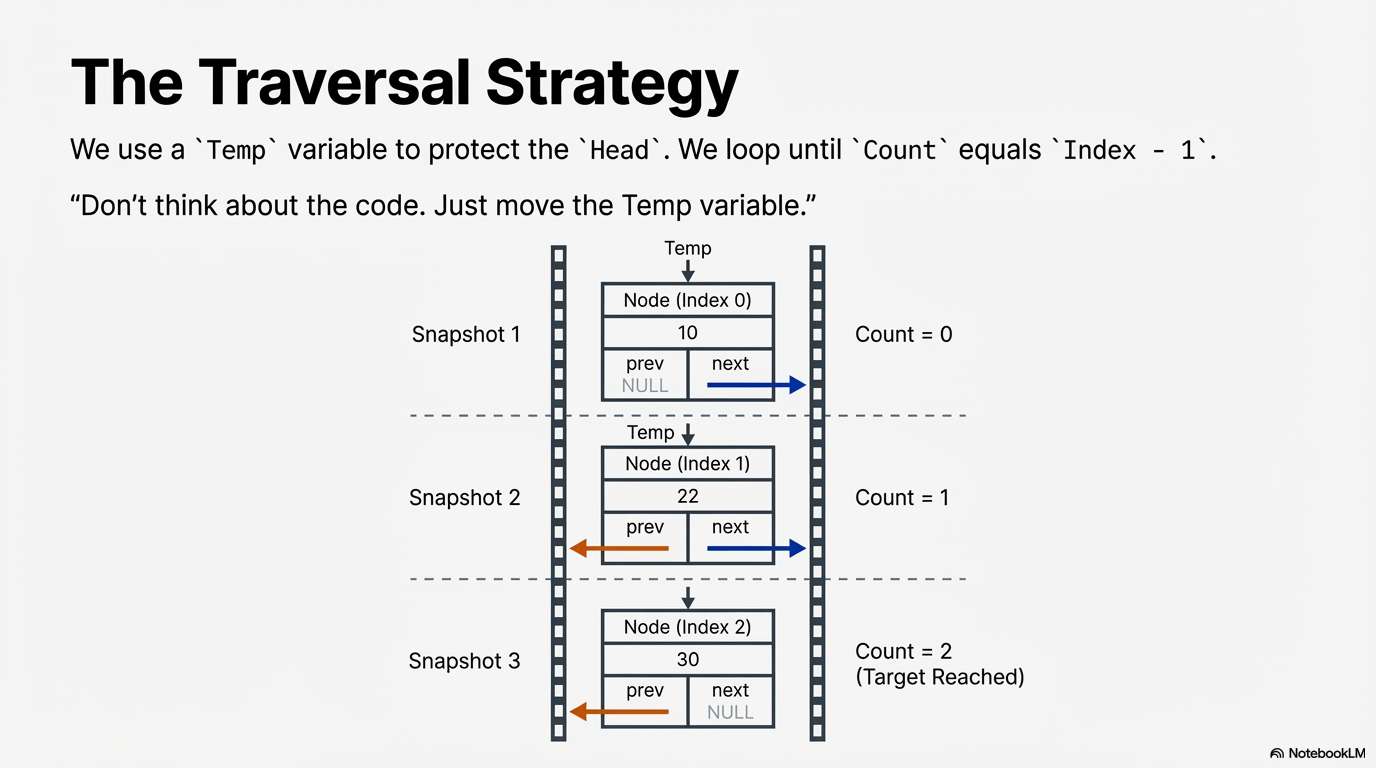 The Traversal Strategy
We use a `Temp` variable to protect the `Head`. We loop until `Count` equals `Index - 1`.
“Don’t think about the code. Just move the Temp variable.”
Temp
Node (Index 0)
Snapshot 1
10
Count = 0
prev next
NULL
Temp
Node (Index 1)
Snapshot 2
22
Count = 1
prev next
Node (Index 2)
Snapshot 3
30
Count = 2
(Target Reached)
prev next
NULL
NotebookLM